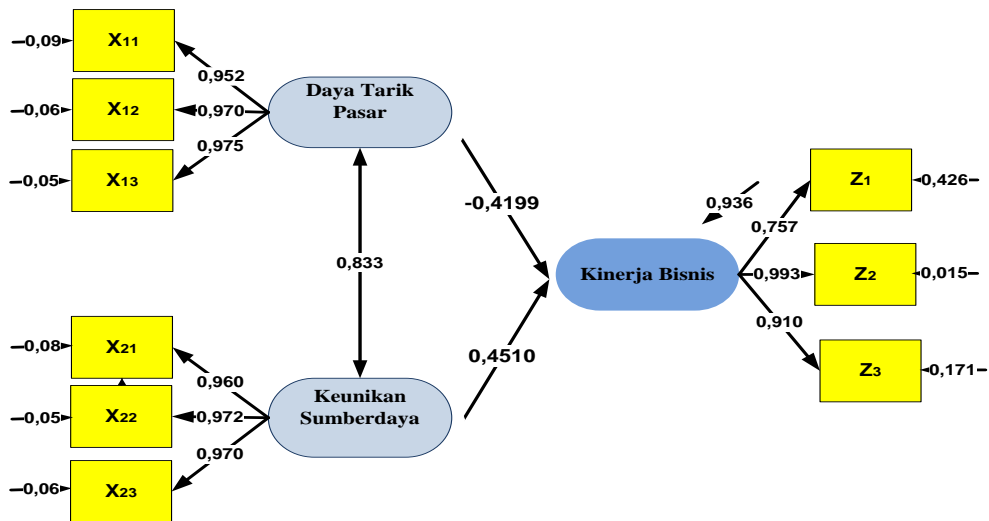 X11
0,09
0,952
Daya Tarik
Pasar
X12
0,06
0,970
0,975
X13
0,05
-0,4199
0,936
Z1
0,426
0,757
0,833
Kinerja Bisnis
0,993
Z2
0,015
0,910
0,4510
Z3
0,171
X21
0,08
0,960
Keunikan
Sumberdaya
X22
0,05
0,972
0,970
X23
0,06